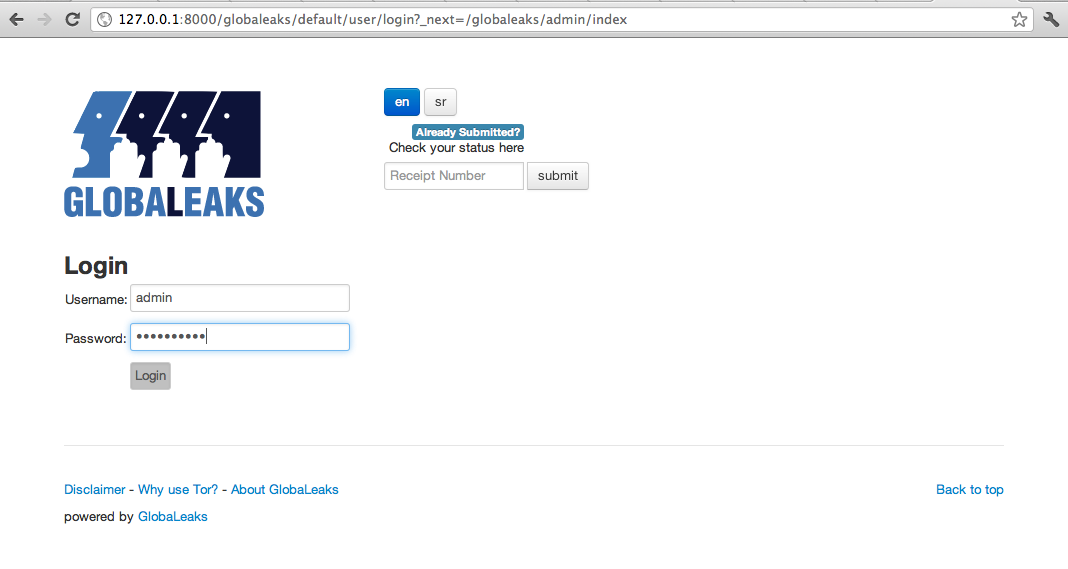 127.0.0.1:8000/globaleaks/default/user/login?_next=/globaleaks/admin/index
en sr
Already Submitted?
Check your status here
Receipt Number submit
GLOBALEAKS
Login
Username: admin
Password: ••••••••••
Login
Disclaimer - Why use Tor? - About GlobaLeaks Back to top
powered by GlobaLeaks